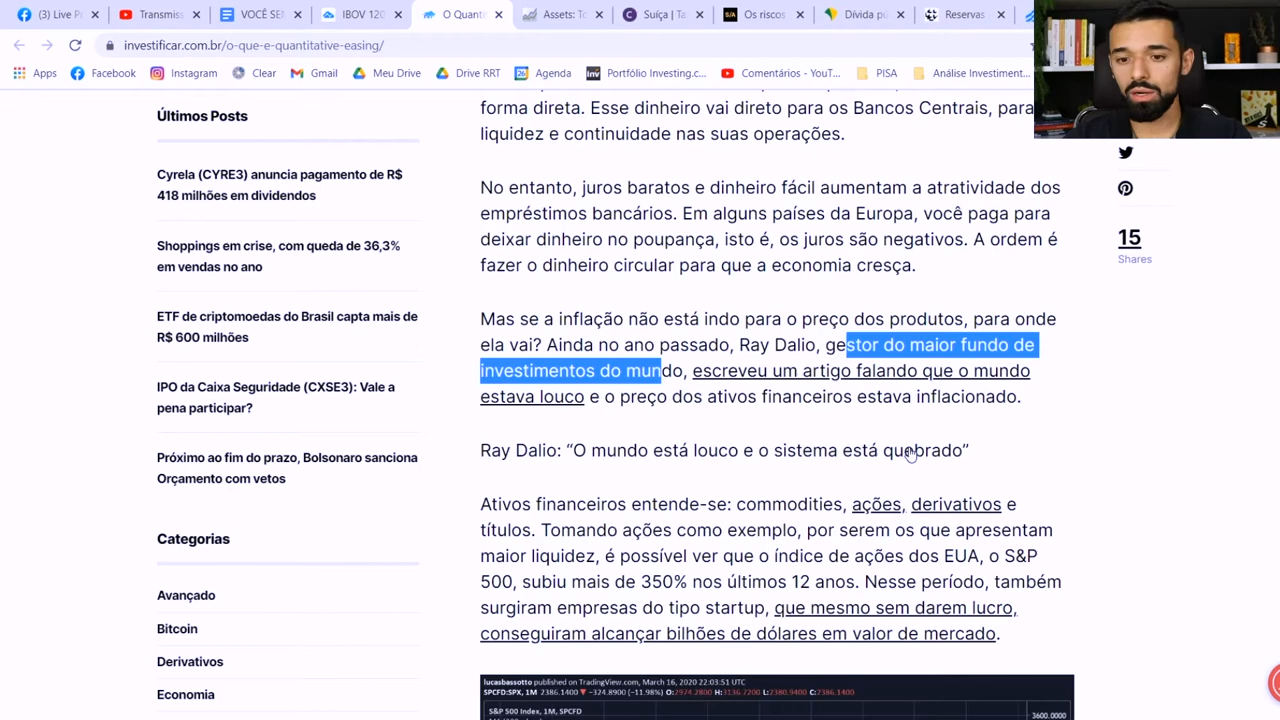 Live P
Transmiss
VOCÊ SEM
IBOV 120
O Quant
Assets: To
Suíça | Ta
Os riscos
Dívida pú
Reservas
investificar.com.br/o-que-e-quantitative-easing/
Apps
Facebook
Instagram
Clear
Gmail
Meu Drive
Drive RRT
Agenda
Portfólio Investing.c...
Comentários - YouT...
PISA
Análise Investiment...
Últimos Posts
Cyrela (CYRE3) anuncia pagamento de R$
418 milhões em dividendos
Shoppings em crise, com queda de 36,3%
em vendas no ano
ETF de criptomoedas do Brasil capta mais de
R$ 600 milhões
IPO da Caixa Seguridade (CXSE3): Vale a
pena participar?
Próximo ao fim do prazo, Bolsonaro sanciona
Orçamento com vetos
Categorias
Avançado
Bitcoin
Derivativos
Economia
forma direta. Esse dinheiro vai direto para os Bancos Centrais, para
liquidez e continuidade nas suas operações.
No entanto, juros baratos e dinheiro fácil aumentam a atratividade dos
empréstimos bancários. Em alguns países da Europa, você paga para
deixar dinheiro no poupança, isto é, os juros são negativos. A ordem é
fazer o dinheiro circular para que a economia cresça.
Mas se a inflação não está indo para o preço dos produtos, para onde
ela vai? Ainda no ano passado, Ray Dalio, gestor do maior fundo de
investimentos do mundo, escreveu um artigo falando que o mundo
estava louco e o preço dos ativos financeiros estava inflacionado.
Ray Dalio: “O mundo está louco e o sistema está quebrado”
Ativos financeiros entende-se: commodities, ações, derivativos e
títulos. Tomando ações como exemplo, por serem os que apresentam
maior liquidez, é possível ver que o índice de ações dos EUA, o S&P
500, subiu mais de 350% nos últimos 12 anos. Nesse período, também
surgiram empresas do tipo startup, que mesmo sem darem lucro,
conseguiram alcançar bilhões de dólares em valor de mercado.
lucasbassotto published on TradingView.com, March 16, 2020 22:03:51 UTC
SPCFD:SPX, 1M 2386.1400 ▼ −324.8900 (−11.98%) O:2974.2800 H:3136.7200 L:2380.9400 C:2386.1400
S&P 500 Index, 1M, SPCFD
3600.0000
15
Shares